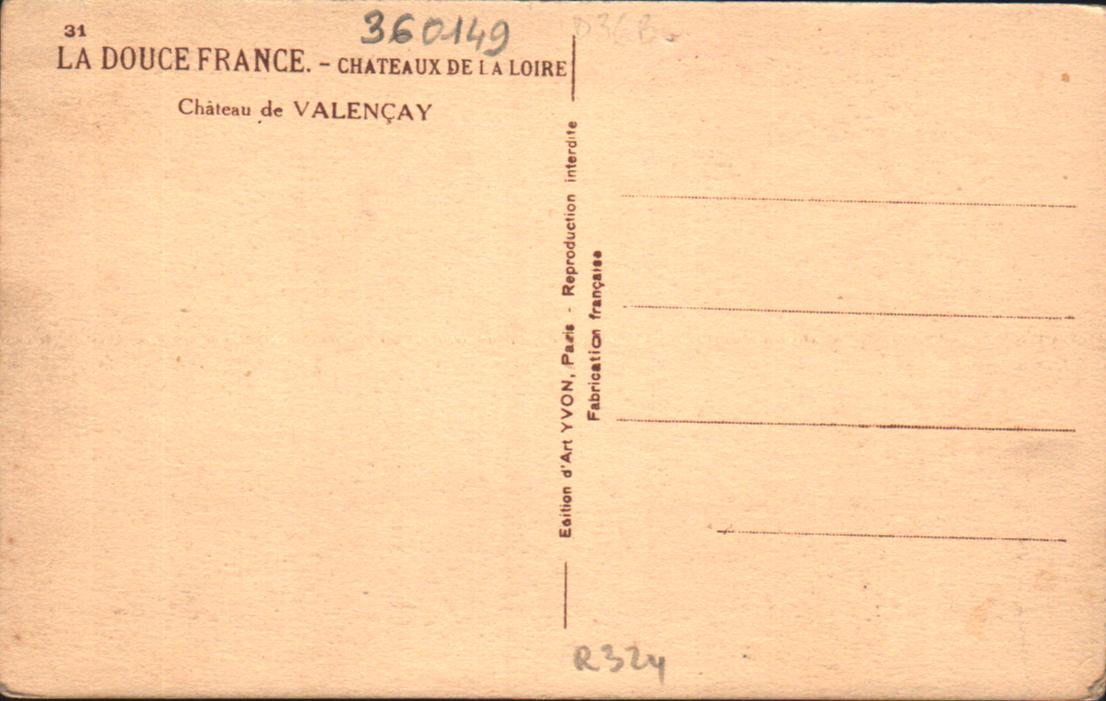 31
360149
LA DOUCE FRANCE. - CHATEAUX DE LA LOIRE
Château de VALENÇAY
Edition d'Art YVON, Paris - Reproduction interdite
Fabrication française
R324